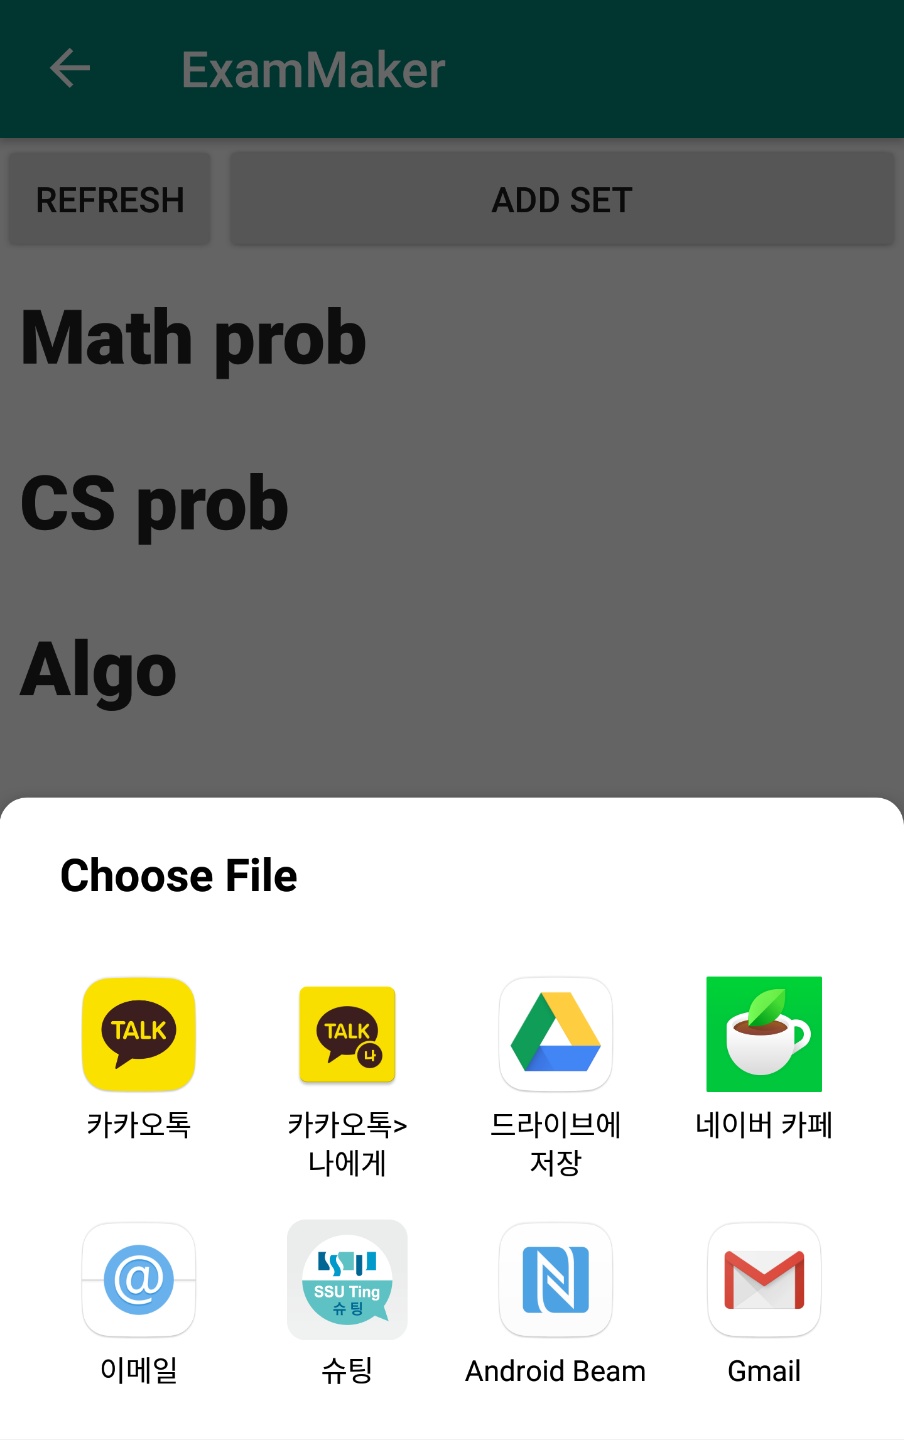 ExamMaker
REFRESH
ADD SET
Math prob
CS prob
Algo
Choose File
TALK
TALK
나
카카오톡
카카오톡>
나에게
드라이브에
저장
네이버 카페
@
SSU
SSU Ting
슈팅
이메일
슈팅
Android Beam
Gmail